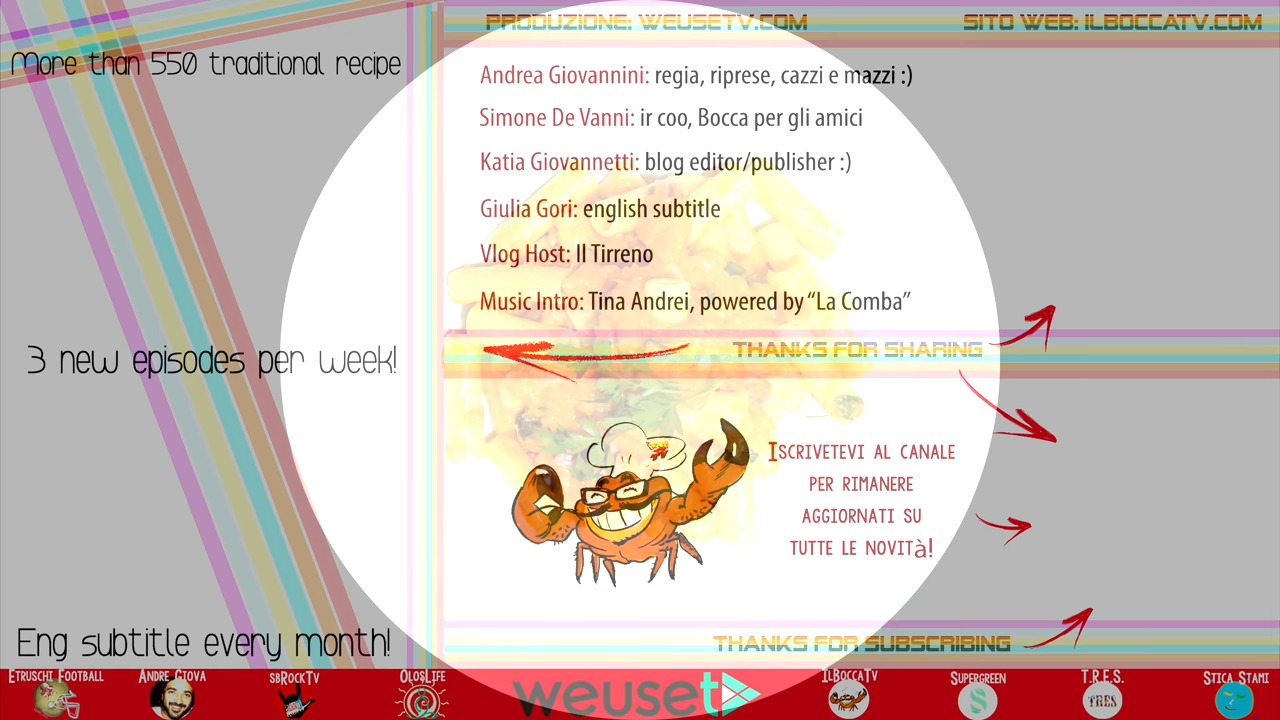 PRODUZIONE: WEUSETV.COM
SITO WEB: ILBOCCATV.COM
More than 550 traditional recipe
Andrea Giovannini: regia, riprese, cazzi e mazzi :)
Simone De Vanni: ir coo, Bocca per gli amici
Katia Giovannetti: blog editor/publisher :)
Giulia Gori: english subtitle
Vlog Host: Il Tirreno
Music Intro: Tina Andrei, powered by “La Comba”
THANKS FOR SHARING
3 new episodes per week!
Iscrivetevi al canale
per rimanere
aggiornati su
tutte le novità!
THANKS FOR SUBSCRIBING
Eng subtitle every month!
Etruschi Football
Andre Giova
sbRockTv
OlosLife
weusetv
IlBoccaTv
Supergreen
T.R.E.S.
TRES
Stica Stami